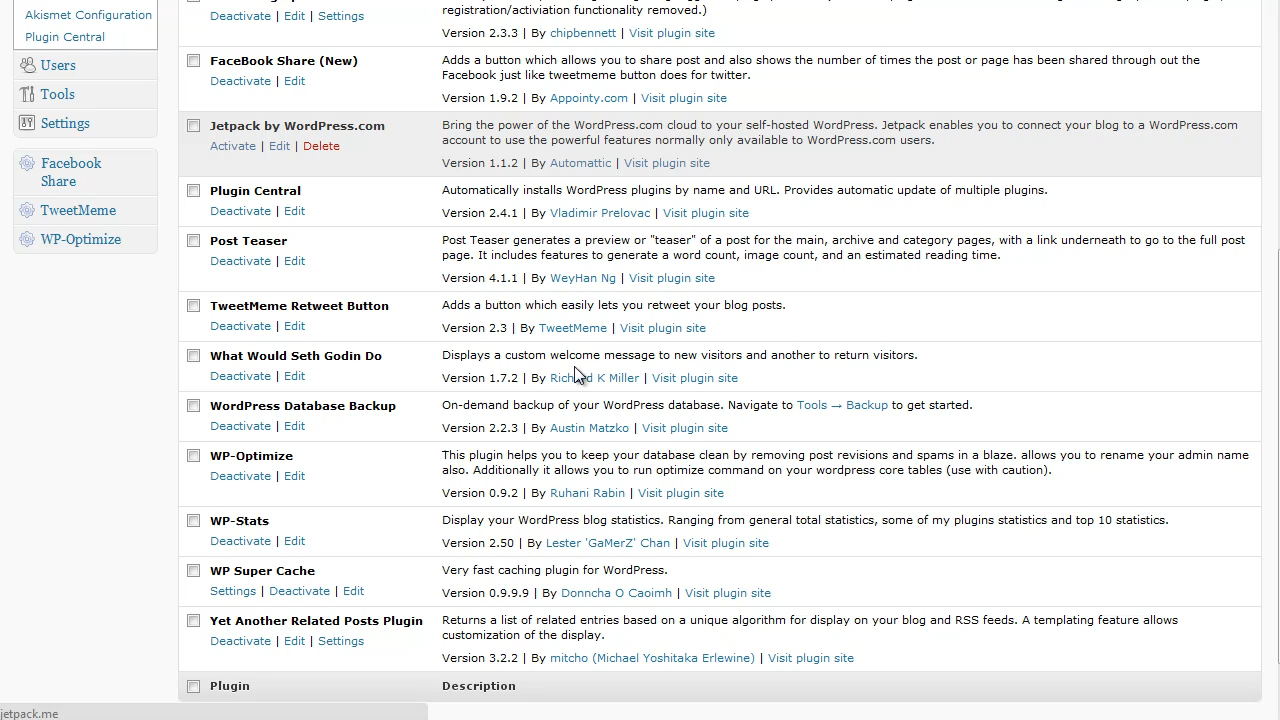 Akismet Configuration
Plugin Central
Users
Tools
Settings
Facebook
Share
TweetMeme
WP-Optimize
registration/activiation functionality removed.)
Deactivate | Edit | Settings
Version 2.3.3 | By chipbennett | Visit plugin site
FaceBook Share (New)
Adds a button which allows you to share post and also shows the number of times the post or page has been shared through out the
Facebook just like tweetmeme button does for twitter.
Deactivate | Edit
Version 1.9.2 | By Appointy.com | Visit plugin site
Jetpack by WordPress.com
Bring the power of the WordPress.com cloud to your self-hosted WordPress. Jetpack enables you to connect your blog to a WordPress.com
account to use the powerful features normally only available to WordPress.com users.
Activate | Edit | Delete
Version 1.1.2 | By Automattic | Visit plugin site
Plugin Central
Automatically installs WordPress plugins by name and URL. Provides automatic update of multiple plugins.
Deactivate | Edit
Version 2.4.1 | By Vladimir Prelovac | Visit plugin site
Post Teaser
Post Teaser generates a preview or "teaser" of a post for the main, archive and category pages, with a link underneath to go to the full post
page. It includes features to generate a word count, image count, and an estimated reading time.
Deactivate | Edit
Version 4.1.1 | By WeyHan Ng | Visit plugin site
TweetMeme Retweet Button
Adds a button which easily lets you retweet your blog posts.
Deactivate | Edit
Version 2.3 | By TweetMeme | Visit plugin site
What Would Seth Godin Do
Displays a custom welcome message to new visitors and another to return visitors.
Deactivate | Edit
Version 1.7.2 | By Richard K Miller | Visit plugin site
WordPress Database Backup
On-demand backup of your WordPress database. Navigate to Tools → Backup to get started.
Deactivate | Edit
Version 2.2.3 | By Austin Matzko | Visit plugin site
WP-Optimize
This plugin helps you to keep your database clean by removing post revisions and spams in a blaze. allows you to rename your admin name
also. Additionally it allows you to run optimize command on your wordpress core tables (use with caution).
Deactivate | Edit
Version 0.9.2 | By Ruhani Rabin | Visit plugin site
WP-Stats
Display your WordPress blog statistics. Ranging from general total statistics, some of my plugins statistics and top 10 statistics.
Deactivate | Edit
Version 2.50 | By Lester 'GaMerZ' Chan | Visit plugin site
WP Super Cache
Very fast caching plugin for WordPress.
Settings | Deactivate | Edit
Version 0.9.9.9 | By Donncha O Caoimh | Visit plugin site
Yet Another Related Posts Plugin
Returns a list of related entries based on a unique algorithm for display on your blog and RSS feeds. A templating feature allows
customization of the display.
Deactivate | Edit | Settings
Version 3.2.2 | By mitcho (Michael Yoshitaka Erlewine) | Visit plugin site
Plugin
Description
jetpack.me